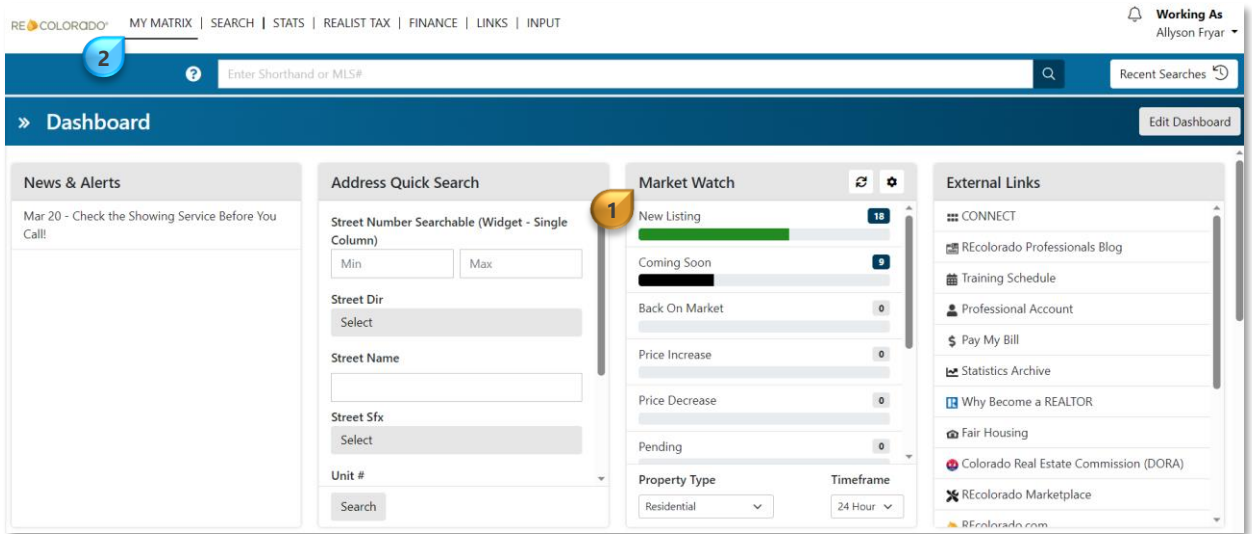 RECOLORADO® MY MATRIX | SEARCH | STATS | REALIST TAX | FINANCE | LINKS | INPUT
Working As
Allyson Fryar
2
Enter Shorthand or MLS#
Recent Searches
Dashboard
Edit Dashboard
News & Alerts
Mar 20 - Check the Showing Service Before You
Call!
Address Quick Search
Street Number Searchable (Widget - Single
Column)
Min Max
Street Dir
Select
Street Name
Street Sfx
Select
Unit #
Search
Market Watch
1
New Listing 18
Coming Soon 9
Back On Market 0
Price Increase 0
Price Decrease 0
Pending 0
Property Type Timeframe
Residential 24 Hour
External Links
CONNECT
REcolorado Professionals Blog
Training Schedule
Professional Account
Pay My Bill
Statistics Archive
Why Become a REALTOR
Fair Housing
Colorado Real Estate Commission (DORA)
REcolorado Marketplace
REcolorado.com